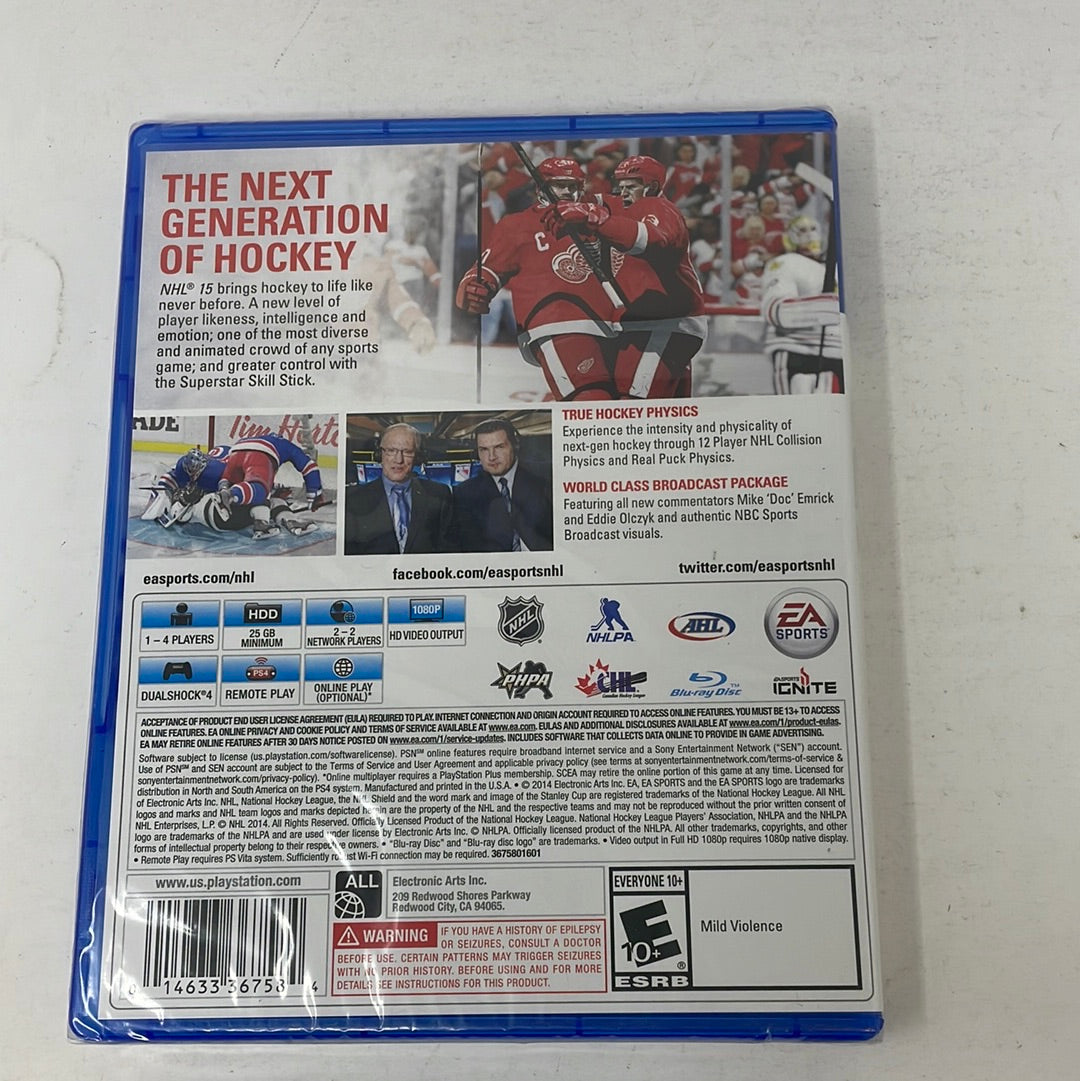 THE NEXT
GENERATION
OF HOCKEY
NHL® 15 brings hockey to life like
never before. A new level of
player likeness, intelligence and
emotion; one of the most diverse
and animated crowd of any sports
game; and greater control with
the Superstar Skill Stick.
C
Tim Horto
TRUE HOCKEY PHYSICS
Experience the intensity and physicality of
next-gen hockey through 12 Player NHL Collision
Physics and Real Puck Physics.
WORLD CLASS BROADCAST PACKAGE
Featuring all new commentators Mike 'Doc' Emrick
and Eddie Olczyk and authentic NBC Sports
Broadcast visuals.
easports.com/nhl
facebook.com/easportsnhl
twitter.com/easportsnhl
1 – 4 PLAYERS
HDD
25 GB
MINIMUM
2 – 2
NETWORK PLAYERS
1080P
HD VIDEO OUTPUT
NHL
NHLPA
AHL
EA
SPORTS
DUALSHOCK®4
PS4
REMOTE PLAY
ONLINE PLAY
(OPTIONAL)*
PHPA
CHL
Canadian Hockey League
Blu-ray Disc™
EA SPORTS
IGNITE
ACCEPTANCE OF PRODUCT END USER LICENSE AGREEMENT (EULA) REQUIRED TO PLAY. INTERNET CONNECTION AND ORIGIN ACCOUNT REQUIRED TO ACCESS ONLINE FEATURES. YOU MUST BE 13+ TO ACCESS
ONLINE FEATURES. EA ONLINE PRIVACY AND COOKIE POLICY AND TERMS OF SERVICE AVAILABLE AT www.ea.com. EULAS AND ADDITIONAL DISCLOSURES AVAILABLE AT www.ea.com/1/product-eulas.
EA MAY RETIRE ONLINE FEATURES AFTER 30 DAYS NOTICE POSTED ON www.ea.com/1/service-updates. INCLUDES SOFTWARE THAT COLLECTS DATA ONLINE TO PROVIDE IN GAME ADVERTISING.
Software subject to license (us.playstation.com/softwarelicense). PSN℠ online features require broadband internet service and a Sony Entertainment Network ("SEN") account.
Use of PSN℠ and SEN account are subject to the Terms of Service and User Agreement and applicable privacy policy (see terms at sonyentertainmentnetwork.com/terms-of-service &
sonyentertainmentnetwork.com/privacy-policy). *Online multiplayer requires a PlayStation Plus membership. SCEA may retire the online portion of this game at any time. Licensed for
distribution in North and South America on the PS4 system. Manufactured and printed in the U.S.A. • © 2014 Electronic Arts Inc. EA, EA SPORTS and the EA SPORTS logo are trademarks
of Electronic Arts Inc. NHL, National Hockey League, the NHL Shield and the word mark and image of the Stanley Cup are registered trademarks of the National Hockey League. All NHL
logos and marks and NHL team logos and marks depicted herein are the property of the NHL and the respective teams and may not be reproduced without the prior written consent of
NHL Enterprises, L.P. © NHL 2014. All Rights Reserved. Officially Licensed Product of the National Hockey League. National Hockey League Players' Association, NHLPA and the NHLPA
logo are trademarks of the NHLPA and are used under license by Electronic Arts Inc. © NHLPA. Officially licensed product of the NHLPA. All other trademarks, copyrights, and other
forms of intellectual property belong to their respective owners. • "Blu-ray Disc" and "Blu-ray disc logo" are trademarks. • Video output in Full HD 1080p requires 1080p native display.
• Remote Play requires PS Vita system. Sufficiently robust Wi-Fi connection may be required. 3675801601
www.us.playstation.com
ALL
Electronic Arts Inc.
209 Redwood Shores Parkway
Redwood City, CA 94065.
WARNING IF YOU HAVE A HISTORY OF EPILEPSY
OR SEIZURES, CONSULT A DOCTOR
BEFORE USE. CERTAIN PATTERNS MAY TRIGGER SEIZURES
WITH NO PRIOR HISTORY. BEFORE USING AND FOR MORE
DETAILS SEE INSTRUCTIONS FOR THIS PRODUCT.
EVERYONE 10+
E
10+
®
ESRB
Mild Violence
0 14633 36758 4